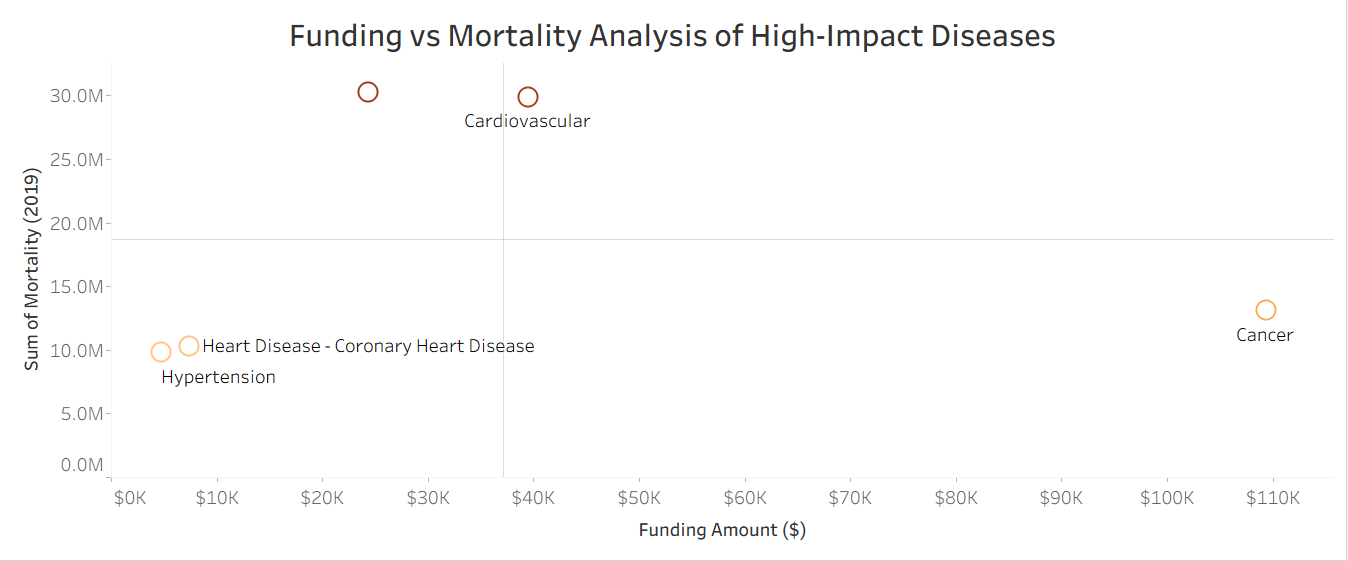 Funding vs Mortality Analysis of High-Impact Diseases
30.0M
25.0M
20.0M
15.0M
10.0M
5.0M
0.0M
Sum of Mortality (2019)
Cardiovascular
Cancer
Heart Disease - Coronary Heart Disease
Hypertension
$0K $10K $20K $30K $40K $50K $60K $70K $80K $90K $100K $110K
Funding Amount ($)